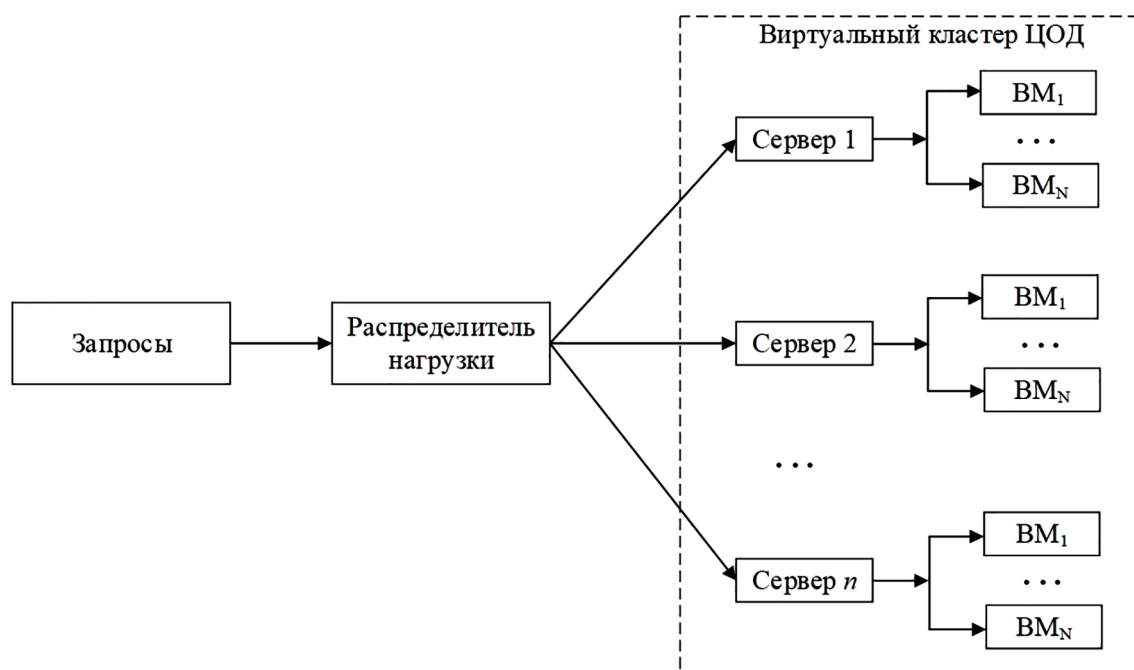 Виртуальный кластер ЦОД
ВМ1
Сервер 1
...
ВМN
ВМ1
Запросы
Распределитель
нагрузки
Сервер 2
...
ВМN
...
ВМ1
Сервер n
...
ВМN